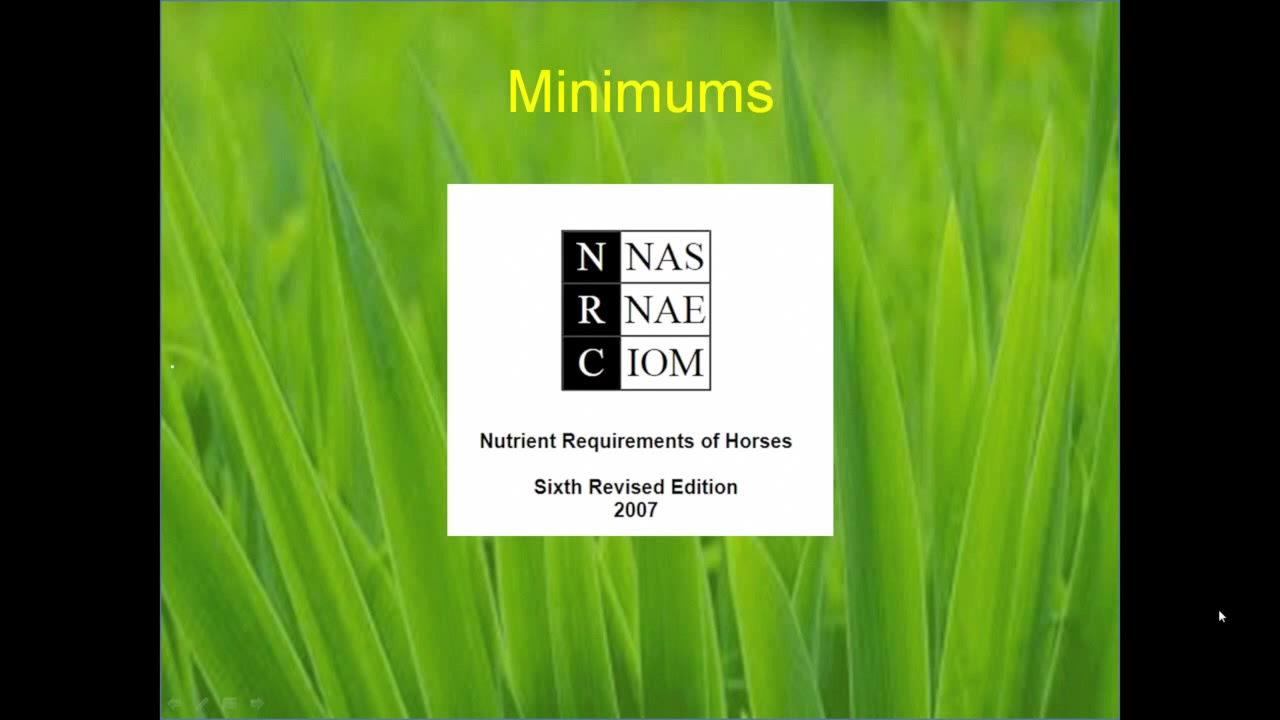 Minimums
N NAS
R NAE
C IOM
Nutrient Requirements of Horses
Sixth Revised Edition
2007